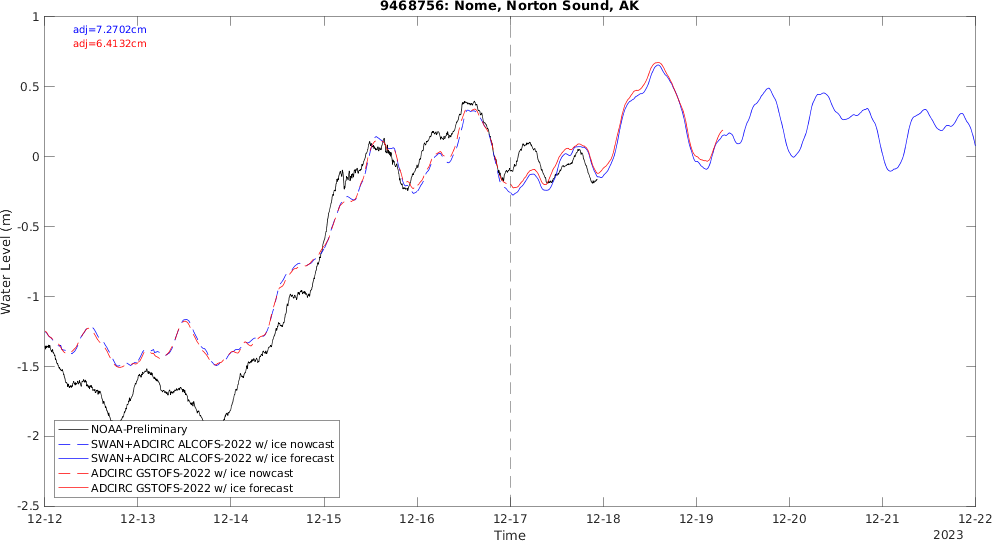 9468756: Nome, Norton Sound, AK
adj=7.2702cm
adj=6.4132cm
1
0.5
0
-0.5
-1
-1.5
-2
-2.5
Water Level (m)
NOAA-Preliminary
SWAN+ADCIRC ALCOFS-2022 w/ ice nowcast
SWAN+ADCIRC ALCOFS-2022 w/ ice forecast
ADCIRC GSTOFS-2022 w/ ice nowcast
ADCIRC GSTOFS-2022 w/ ice forecast
12-12 12-13 12-14 12-15 12-16 12-17 12-18 12-19 12-20 12-21 12-22
Time
2023